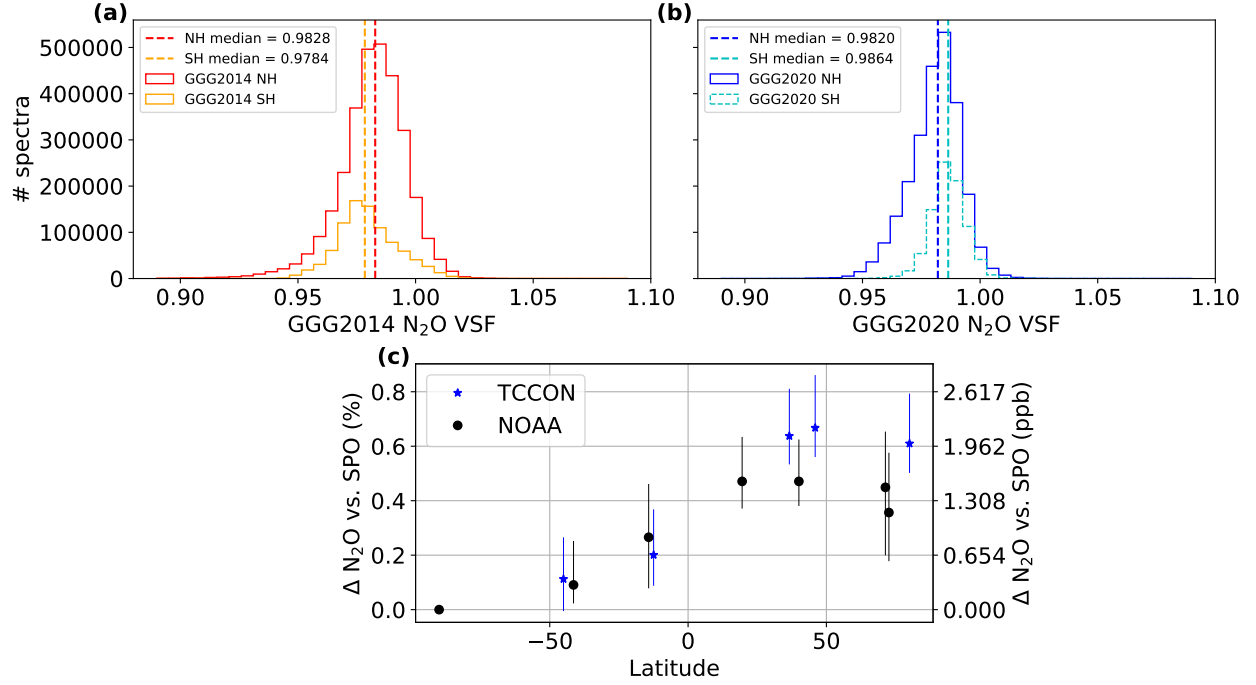 (a)
NH median = 0.9828
SH median = 0.9784
GGG2014 NH
GGG2014 SH
# spectra
500000
400000
300000
200000
100000
0
0.90 0.95 1.00 1.05 1.10
GGG2014 N₂O VSF
(b)
NH median = 0.9820
SH median = 0.9864
GGG2020 NH
GGG2020 SH
0.90 0.95 1.00 1.05 1.10
GGG2020 N₂O VSF
(c)
TCCON
NOAA
Δ N₂O vs. SPO (%)
0.8
0.6
0.4
0.2
0.0
2.617
1.962
1.308
0.654
0.000
Δ N₂O vs. SPO (ppb)
−50 0 50
Latitude